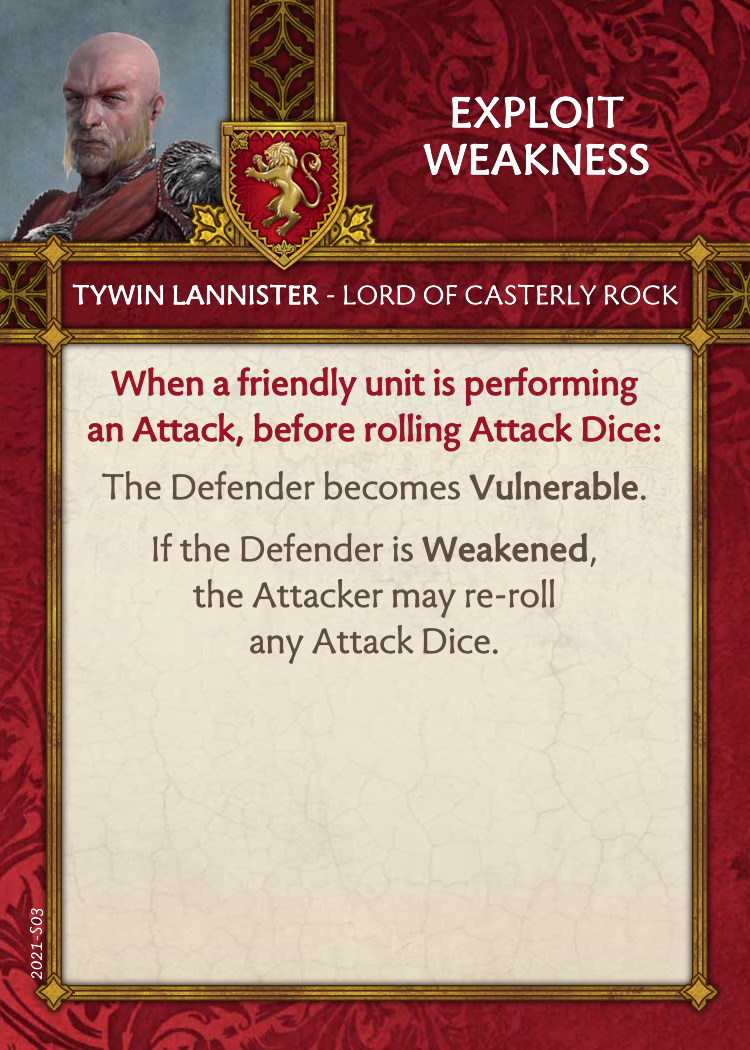 EXPLOIT
WEAKNESS
TYWIN LANNISTER - LORD OF CASTERLY ROCK
When a friendly unit is performing
an Attack, before rolling Attack Dice:
The Defender becomes Vulnerable.
If the Defender is Weakened,
the Attacker may re-roll
any Attack Dice.
2021-S03